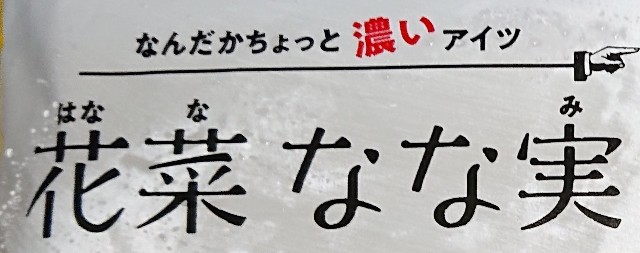 なんだかちょっと濃いアイツ
はな な み
花菜なな実